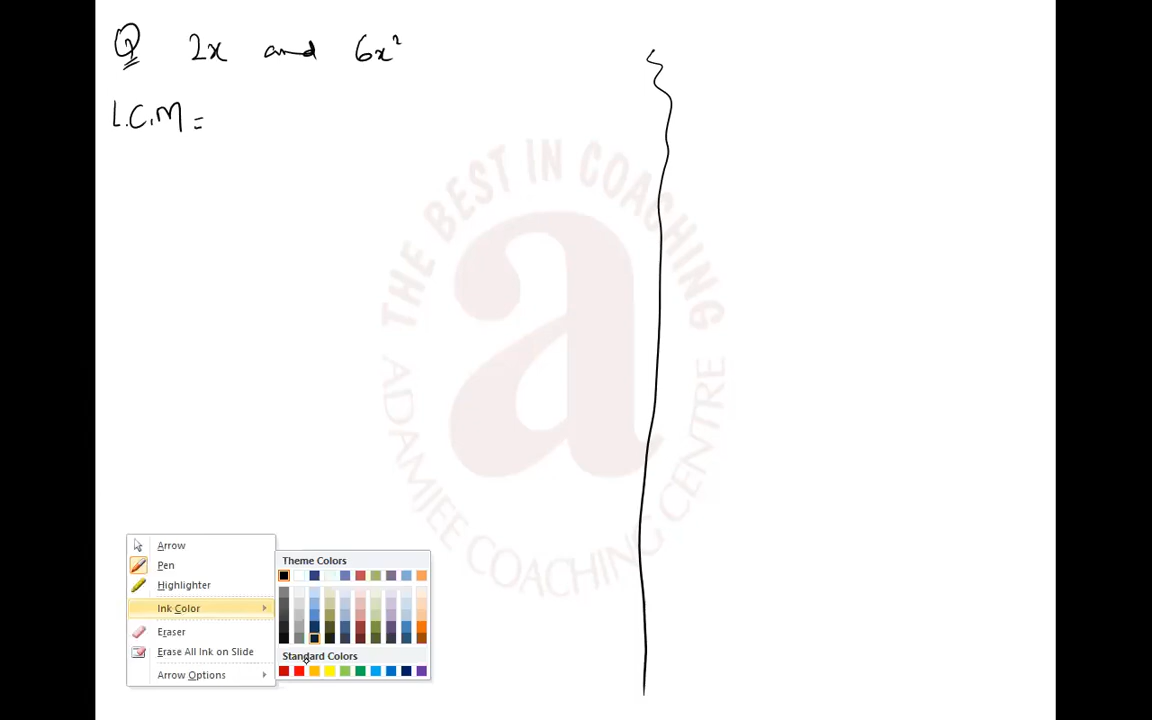 Q 2x and 6x²
L.C.M =
THE BEST IN COACHING
a
ADAMJEE COACHING CENTRE
Arrow
Pen
Highlighter
Ink Color
Eraser
Erase All Ink on Slide
Arrow Options
Theme Colors
Standard Colors